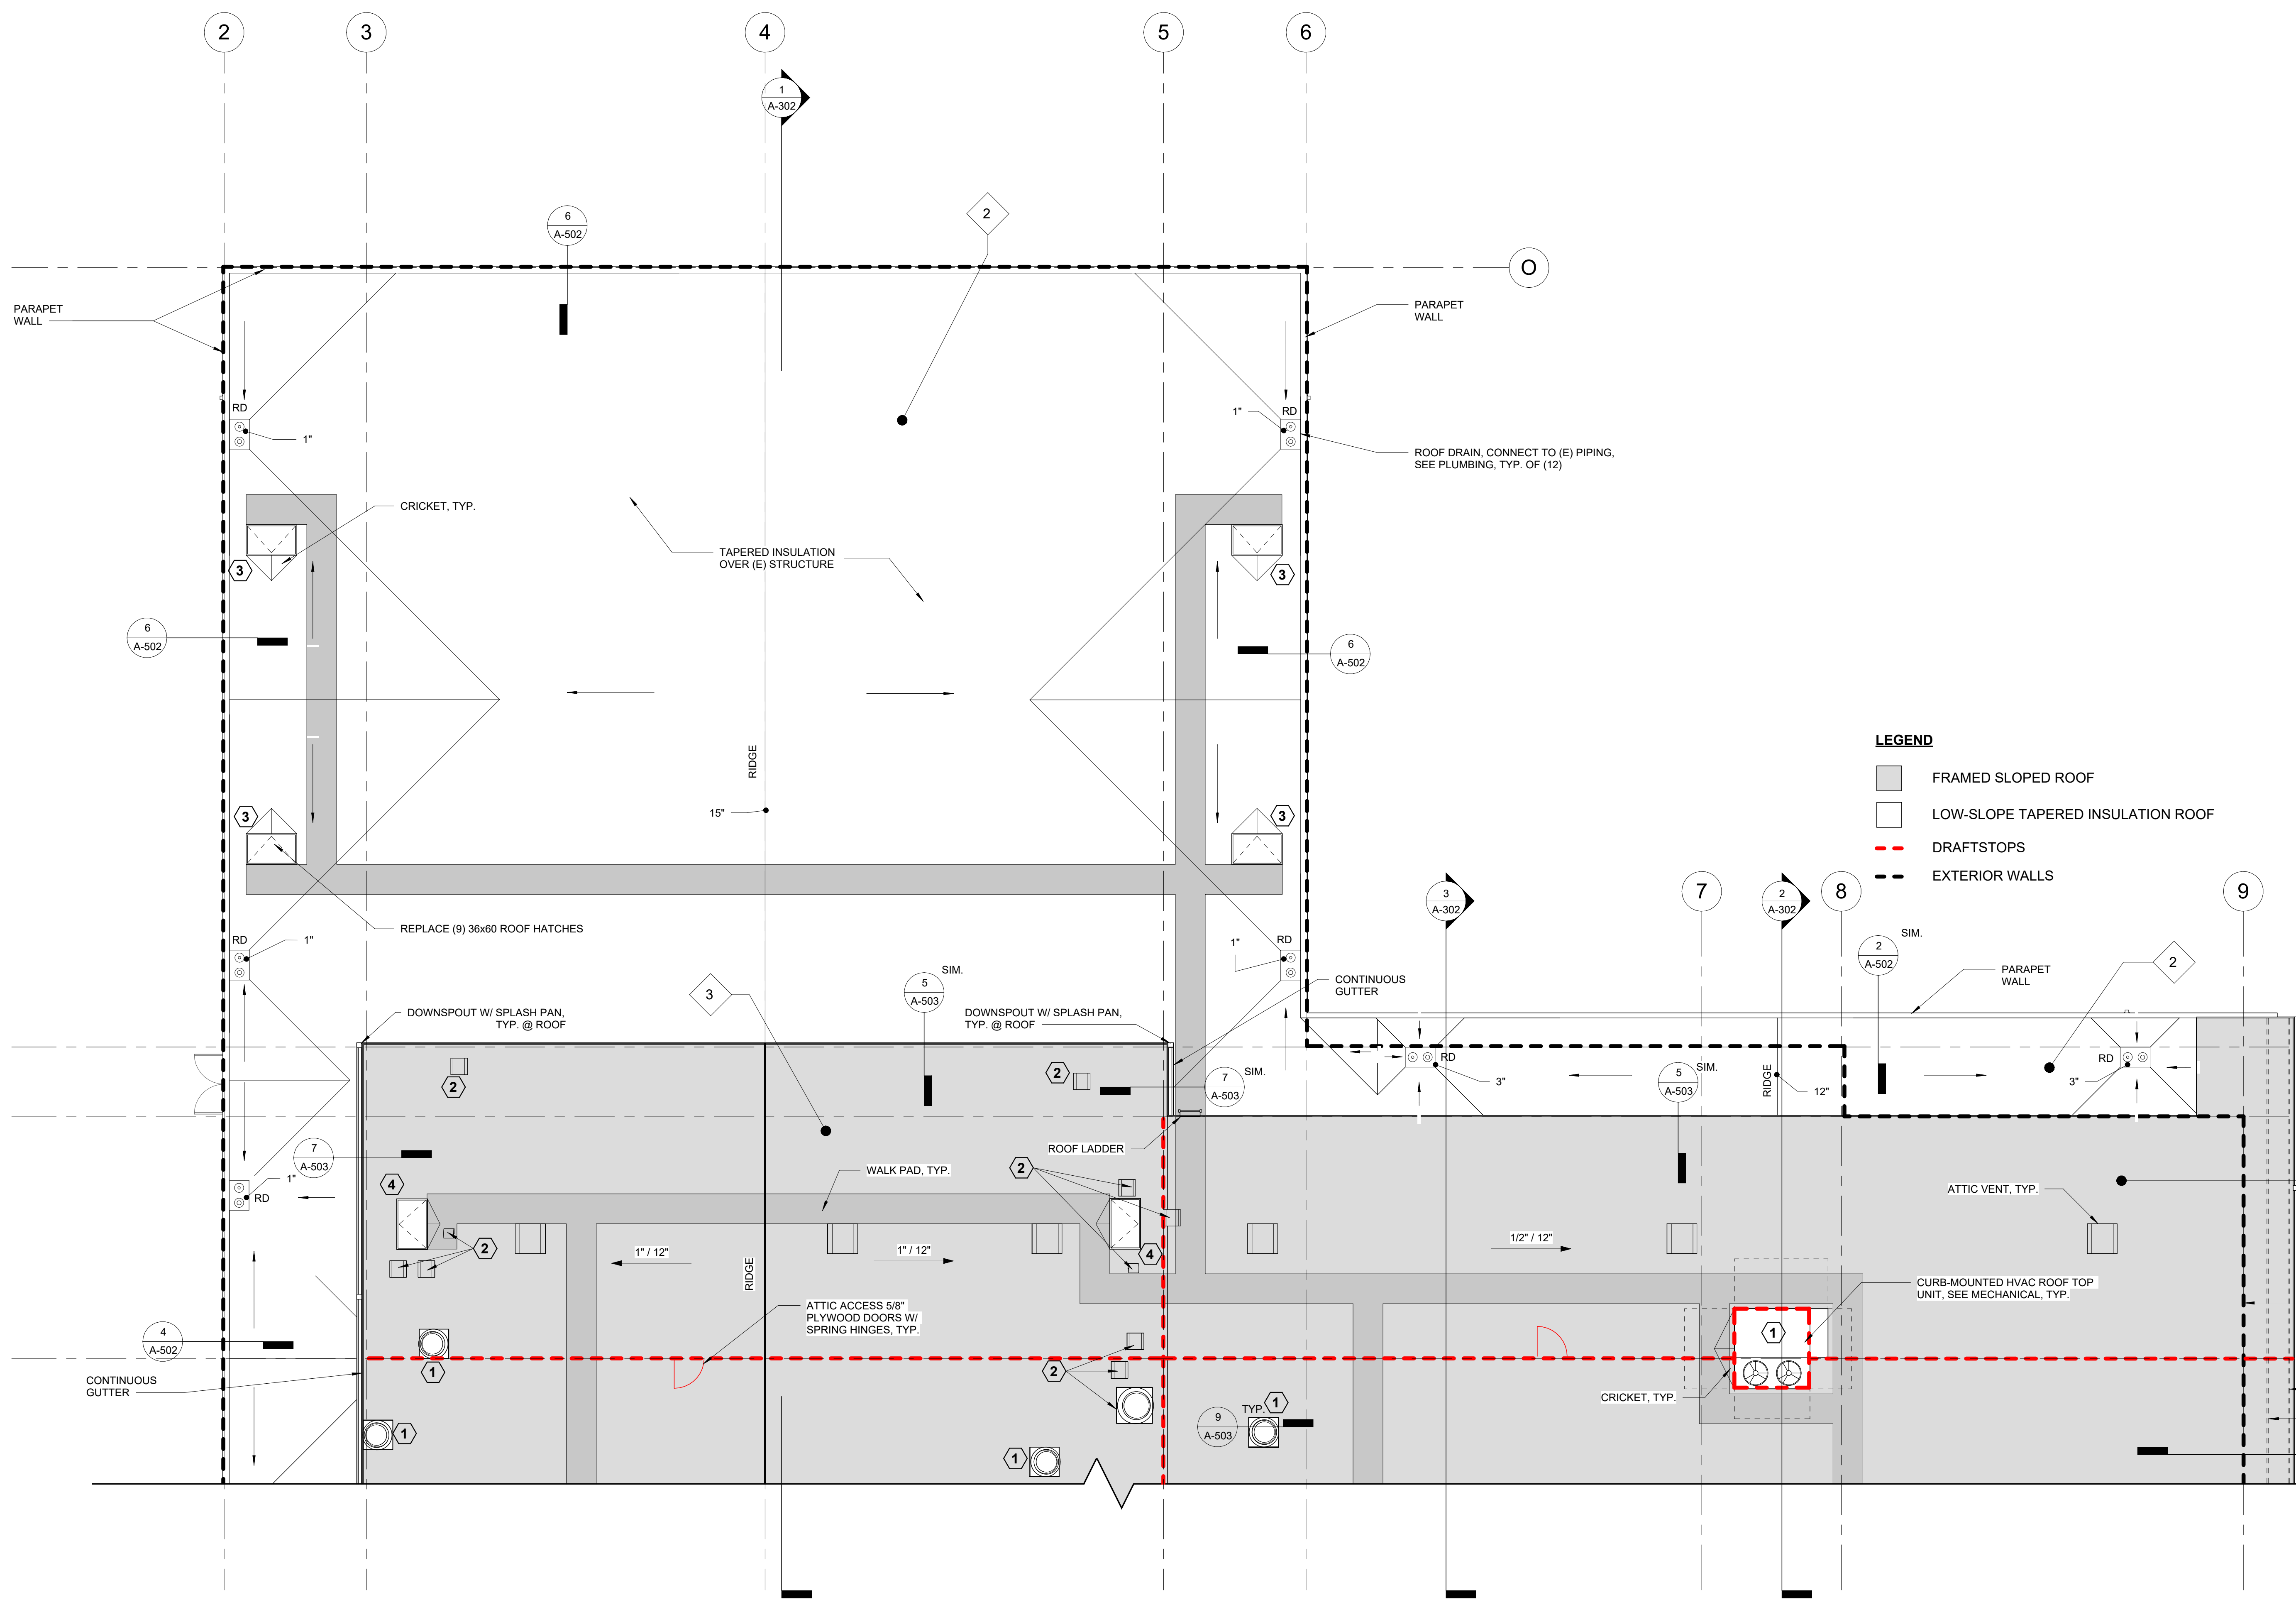 2
3
4
5
6
1
A-302
6
A-502
2
O
PARAPET
WALL
PARAPET
WALL
RD
1"
1"
RD
ROOF DRAIN, CONNECT TO (E) PIPING,
SEE PLUMBING, TYP. OF (12)
CRICKET, TYP.
TAPERED INSULATION
OVER (E) STRUCTURE
3
3
6
A-502
6
A-502
LEGEND
FRAMED SLOPED ROOF
LOW-SLOPE TAPERED INSULATION ROOF
DRAFTSTOPS
EXTERIOR WALLS
RIDGE
15"
3
3
REPLACE (9) 36x60 ROOF HATCHES
3
A-302
7
2
A-302
8
9
RD
1"
1"
RD
2
A-502
SIM.
PARAPET
WALL
2
3
5
A-503
SIM.
CONTINUOUS
GUTTER
DOWNSPOUT W/ SPLASH PAN,
TYP. @ ROOF
DOWNSPOUT W/ SPLASH PAN,
TYP. @ ROOF
2
2
7
A-503
SIM.
RD
3"
5
A-503
SIM.
RIDGE
12"
RD
3"
7
A-503
1"
RD
4
WALK PAD, TYP.
ROOF LADDER
2
ATTIC VENT, TYP.
2
1" / 12"
RIDGE
1" / 12"
4
1/2" / 12"
CURB-MOUNTED HVAC ROOF TOP
UNIT, SEE MECHANICAL, TYP.
ATTIC ACCESS 5/8"
PLYWOOD DOORS W/
SPRING HINGES, TYP.
4
A-502
1
1
2
CONTINUOUS
GUTTER
CRICKET, TYP.
1
1
9
A-503
TYP.
1